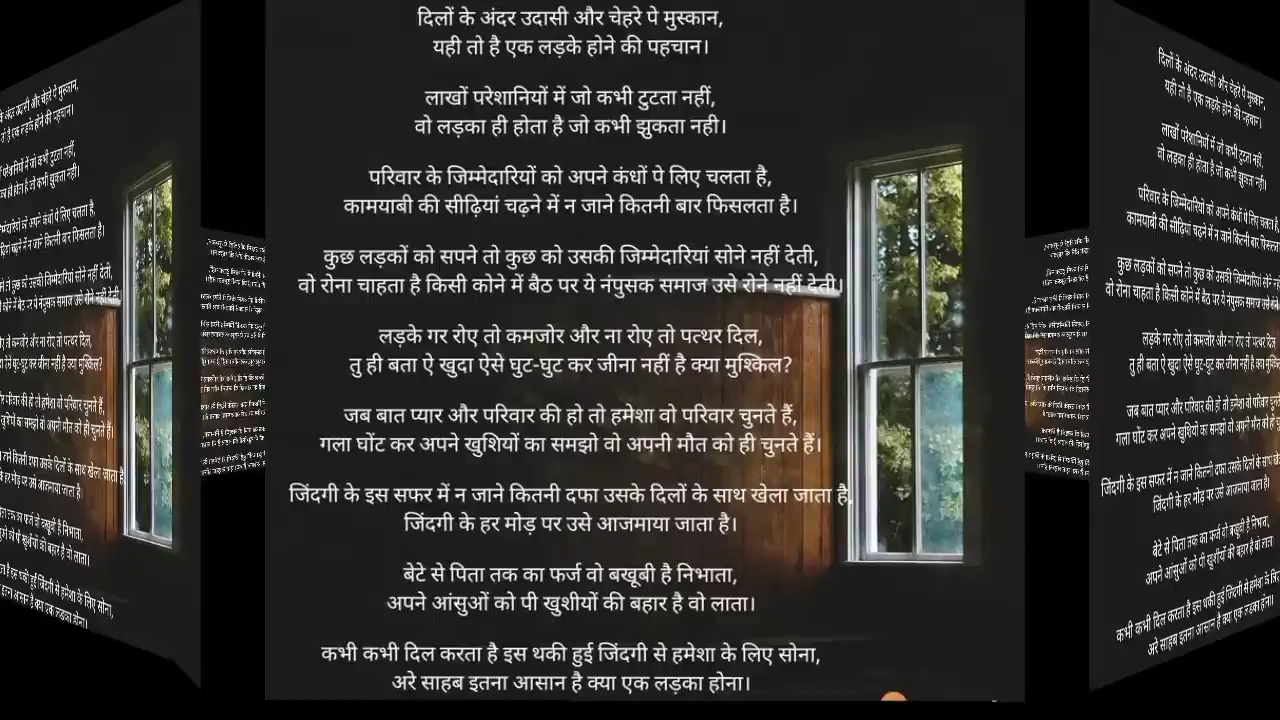 दिलों के अंदर उदासी और चेहरे पे मुस्कान,
यही तो है एक लड़के होने की पहचान।
लाखों परेशानियों में जो कभी टुटता नहीं,
वो लड़का ही होता है जो कभी झुकता नही।
परिवार के जिम्मेदारियों को अपने कंधों पे लिए चलता है,
कामयाबी की सीढ़ियां चढ़ने में न जाने कितनी बार फिसलता है।
कुछ लड़कों को सपने तो कुछ को उसकी जिम्मेदारियां सोने नहीं देती,
वो रोना चाहता है किसी कोने में बैठ पर ये नंपुसक समाज उसे रोने नहीं देती।
लड़के गर रोए तो कमजोर और ना रोए तो पत्थर दिल,
तु ही बता ऐ खुदा ऐसे घुट-घुट कर जीना नहीं है क्या मुश्किल?
जब बात प्यार और परिवार की हो तो हमेशा वो परिवार चुनते हैं,
गला घोंट कर अपने खुशियों का समझो वो अपनी मौत को ही चुनते हैं।
जिंदगी के इस सफर में न जाने कितनी दफा उसके दिलों के साथ खेला जाता है,
जिंदगी के हर मोड़ पर उसे आजमाया जाता है।
बेटे से पिता तक का फर्ज वो बखूबी है निभाता,
अपने आंसुओं को पी खुशीयों की बहार है वो लाता।
कभी कभी दिल करता है इस थकी हुई जिंदगी से हमेशा के लिए सोना,
अरे साहब इतना आसान है क्या एक लड़का होना।